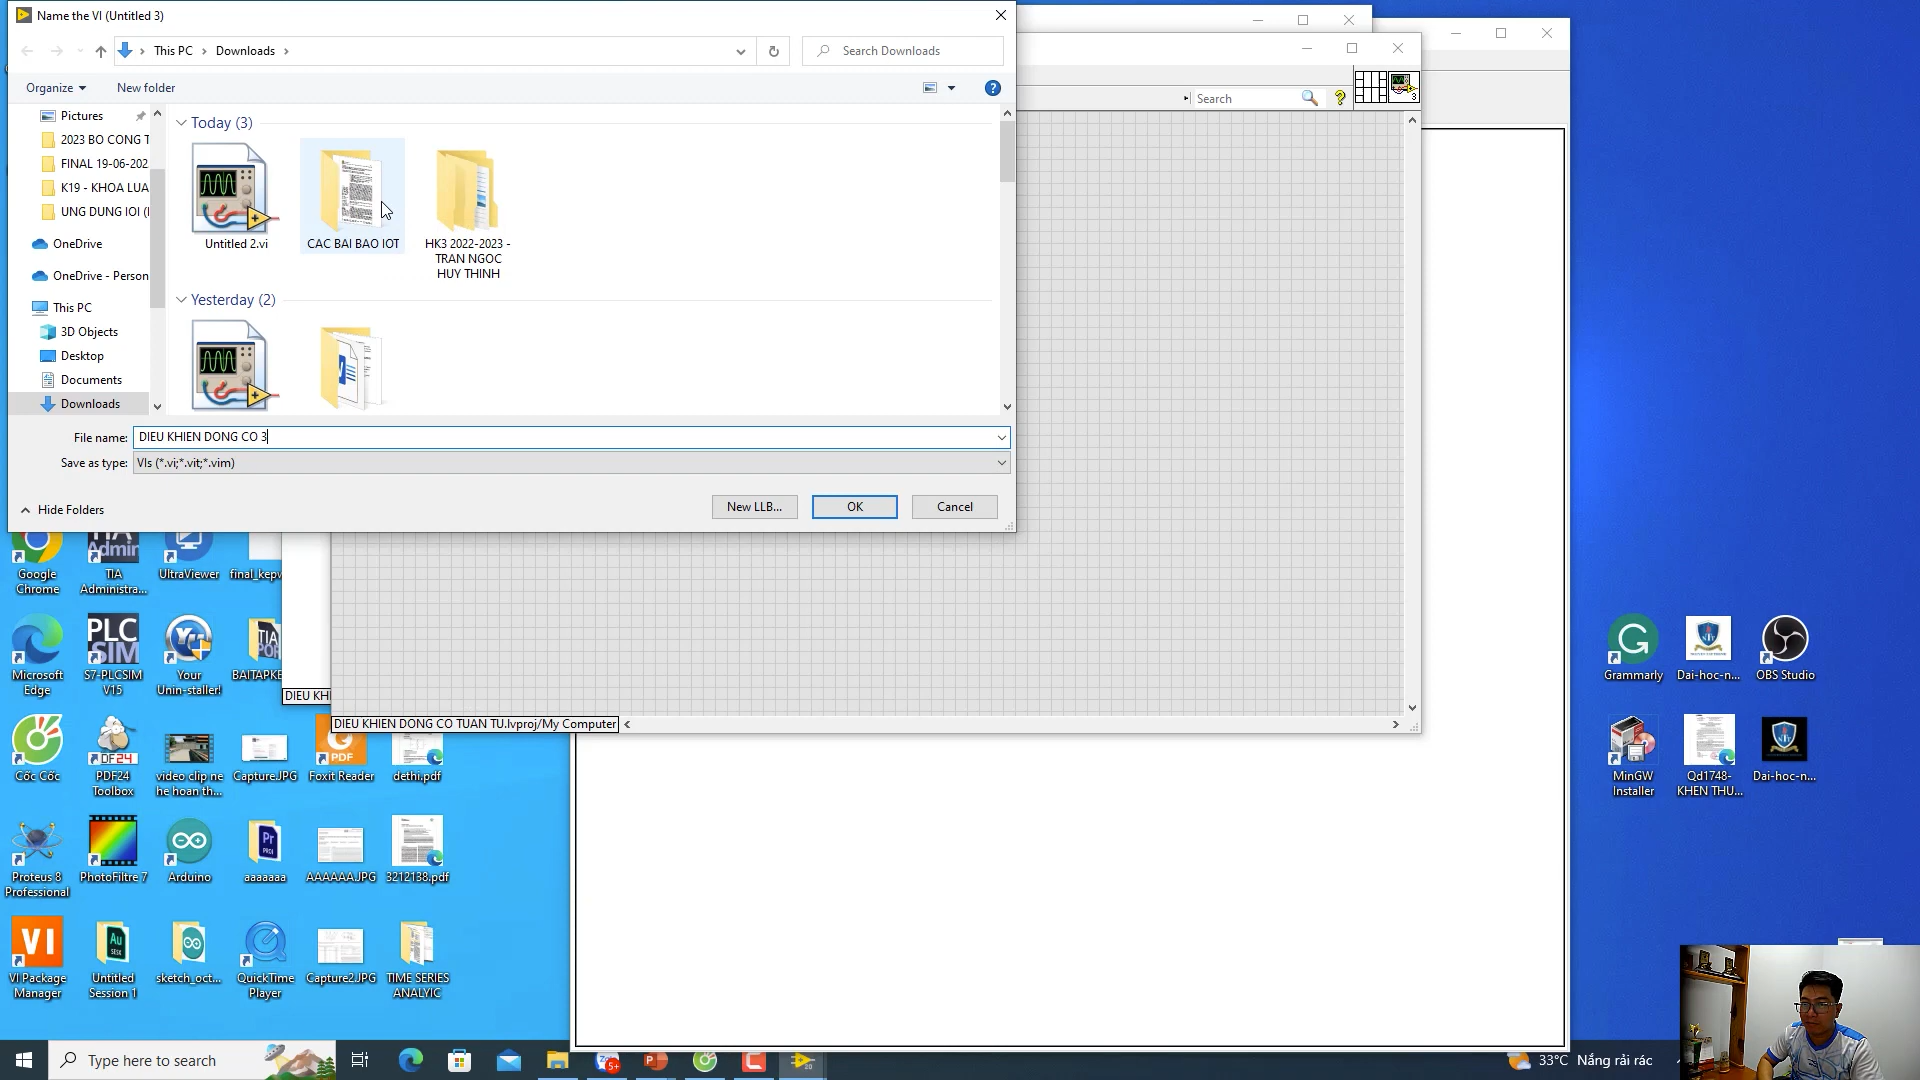 Name the VI (Untitled 3)
This PC > Downloads >
Search Downloads
Organize
New folder
Pictures
2023 BO CONG T
FINAL 19-06-202
K19 - KHOA LUA
UNG DUNG IOI (
OneDrive
OneDrive - Person
This PC
3D Objects
Desktop
Documents
Downloads
Today (3)
Untitled 2.vi
CAC BAI BAO IOT
HK3 2022-2023 -
TRAN NGOC
HUY THINH
Yesterday (2)
File name:
DIEU KHIEN DONG CO 3
Save as type:
VIs (*.vi;*.vit;*.vim)
Hide Folders
New LLB...
OK
Cancel
Search
3
DIEU KH
DIEU KHIEN DONG CO TUAN TU.lvproj/My Computer
Google
Chrome
TIA
Administra...
UltraViewer
final_kepw
Microsoft
Edge
PLC
SIM
S7-PLCSIM
V15
Your
Unin-staller!
BAITAPKE
Cốc Cốc
PDF24
Toolbox
video clip ne
he hoan th...
Capture.JPG
Foxit Reader
dethi.pdf
Proteus 8
Professional
PhotoFiltre 7
Arduino
aaaaaaa
AAAAAA.JPG
3212138.pdf
VI Package
Manager
Untitled
Session 1
sketch_oct...
QuickTime
Player
Capture2.JPG
TIME SERIES
ANALYIC
Grammarly
Dai-hoc-n...
OBS Studio
MinGW
Installer
Qd1748-
KHEN THU...
Dai-hoc-n...
Type here to search
33°C Nắng rải rác